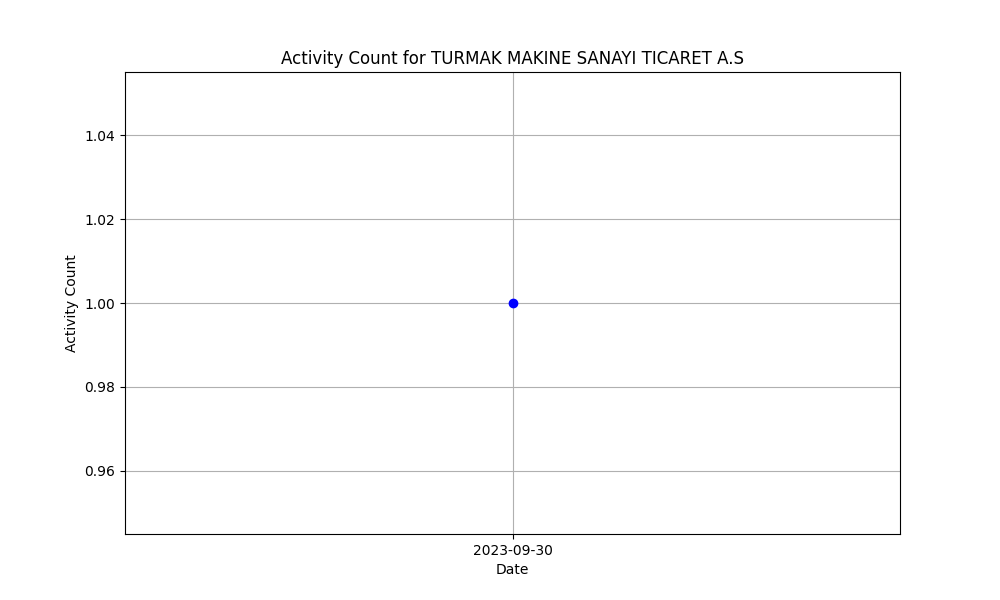 Activity Count for TURMAK MAKINE SANAYI TICARET A.S
1.04
1.02
1.00
0.98
0.96
Activity Count
2023-09-30
Date